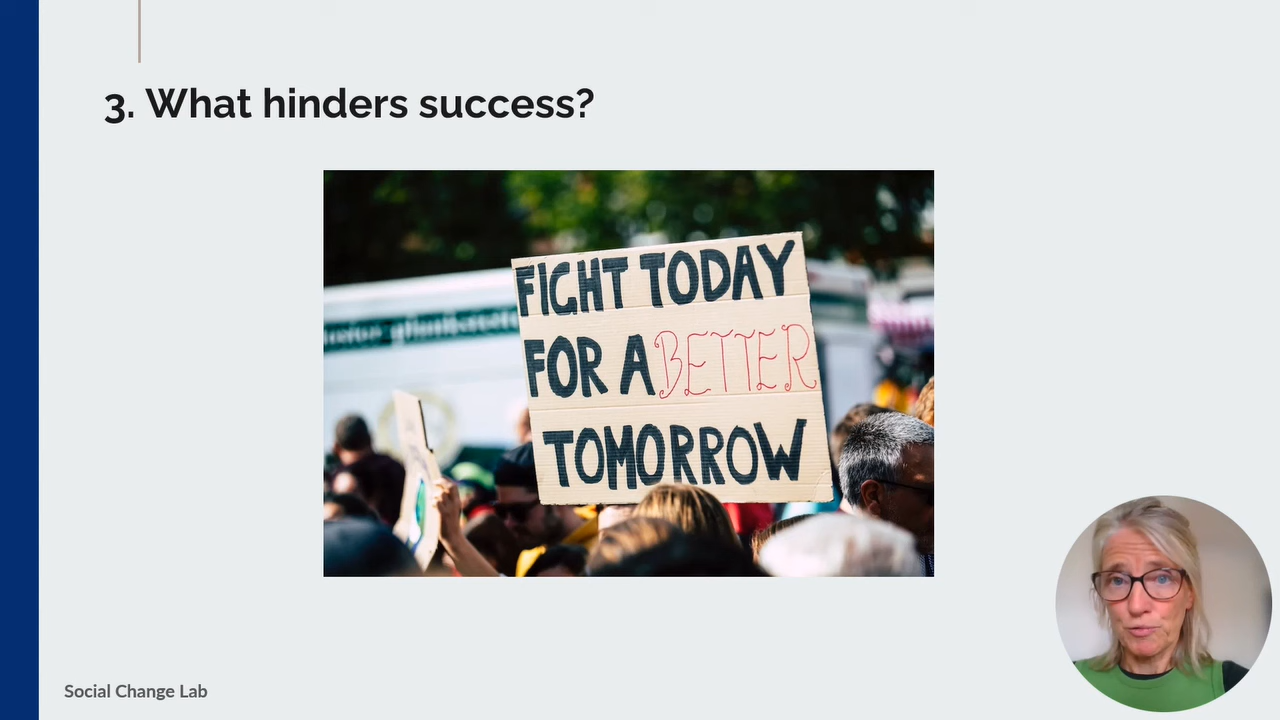 3. What hinders success?
FIGHT TODAY
FOR A BETTER
TOMORROW
Social Change Lab